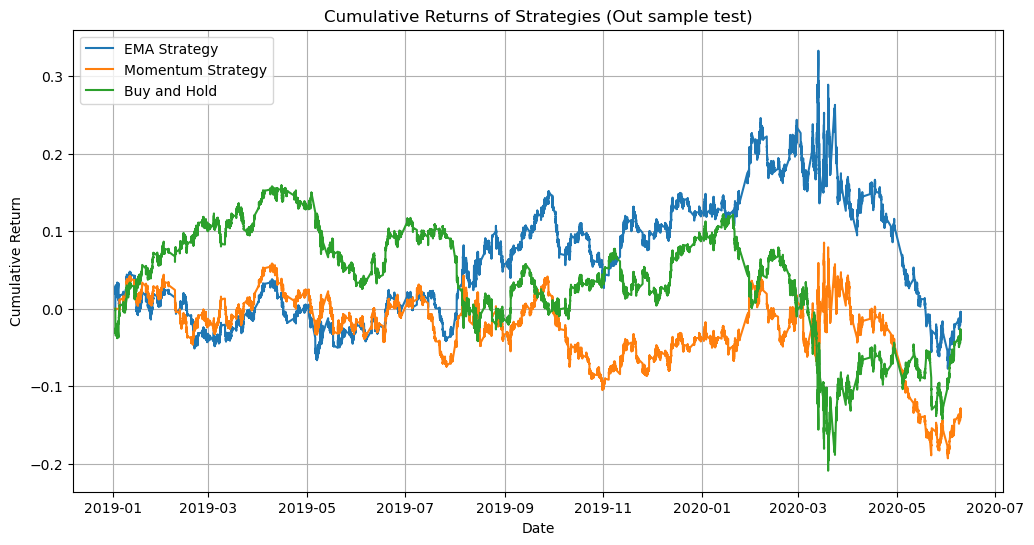 Cumulative Returns of Strategies (Out sample test)
EMA Strategy
Momentum Strategy
Buy and Hold
Cumulative Return
0.3
0.2
0.1
0.0
−0.1
−0.2
2019-01 2019-03 2019-05 2019-07 2019-09 2019-11 2020-01 2020-03 2020-05 2020-07
Date